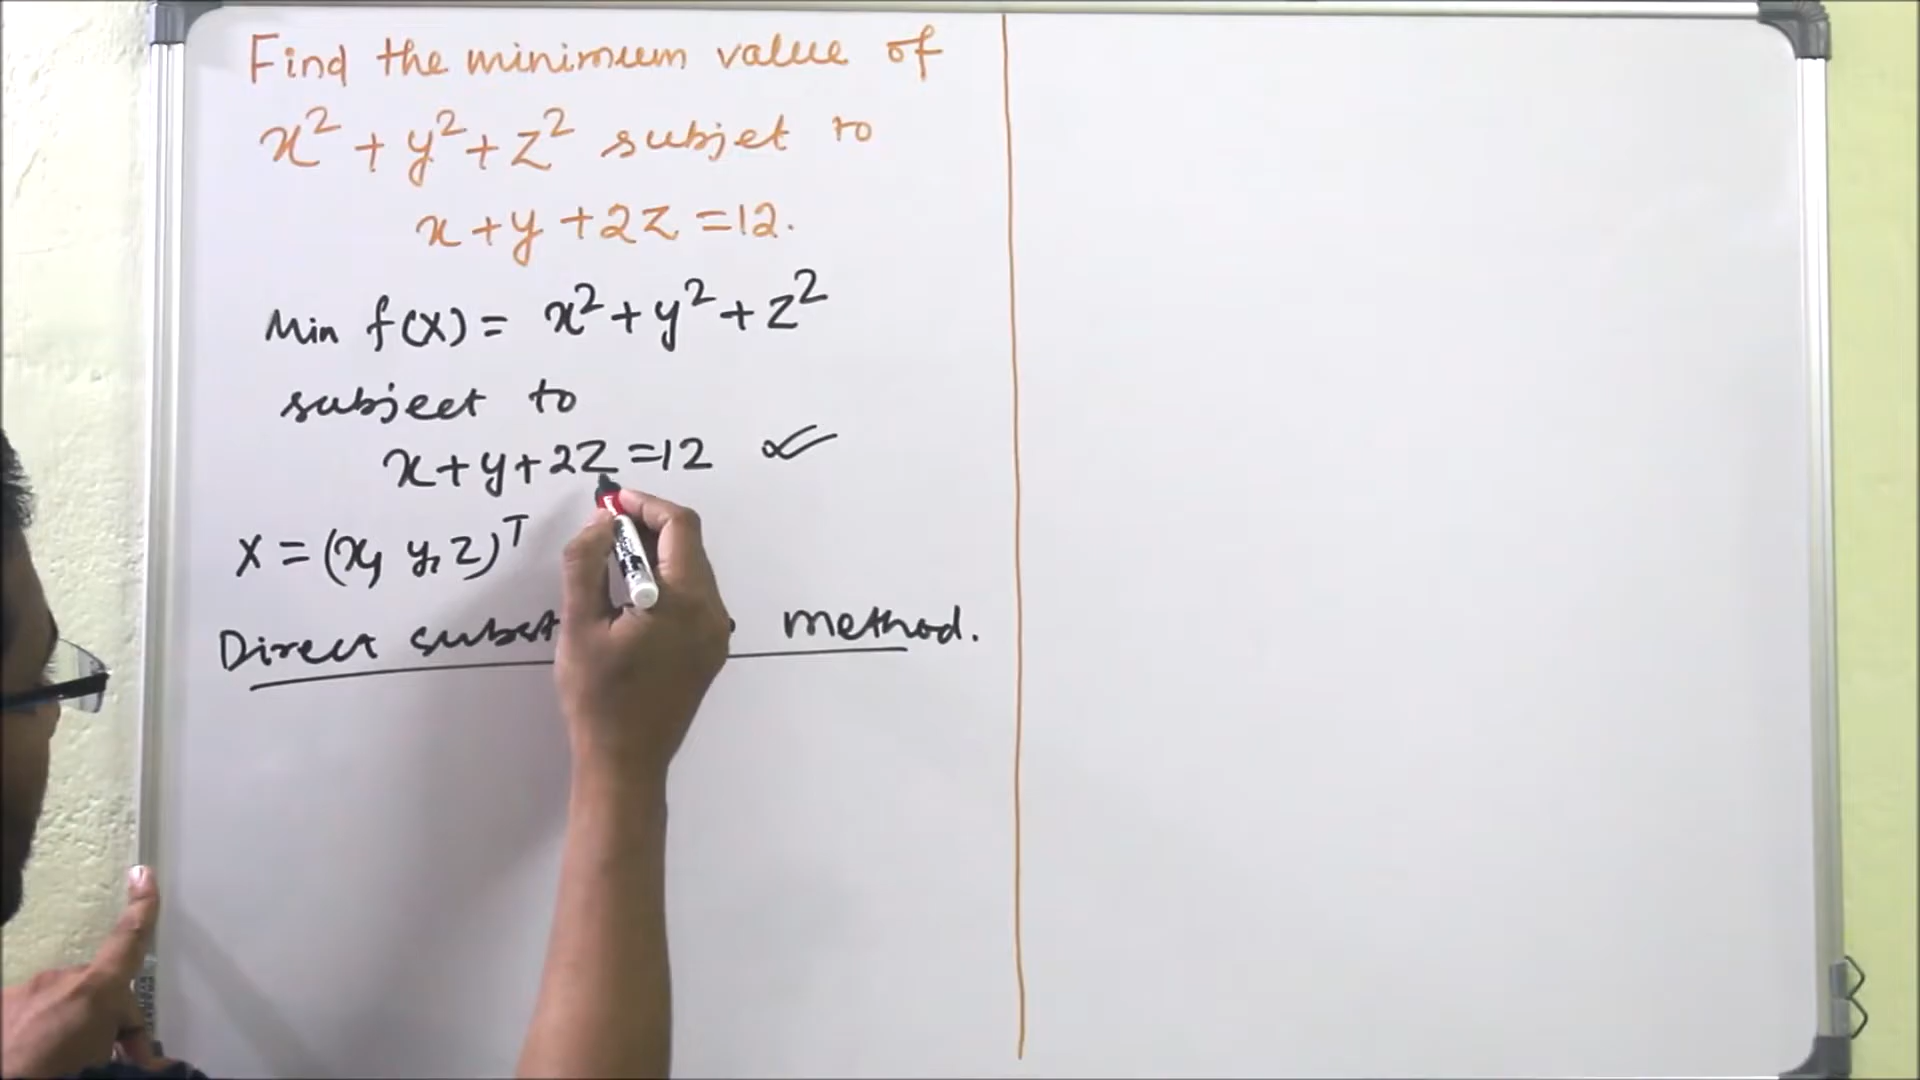 Find the minimum value of
x² + y² + z² subjet to
x + y + 2z = 12.
Min f(X) = x² + y² + z²
subject to
x + y + 2z = 12
X = (x, y, z)ᵀ
Direct method.